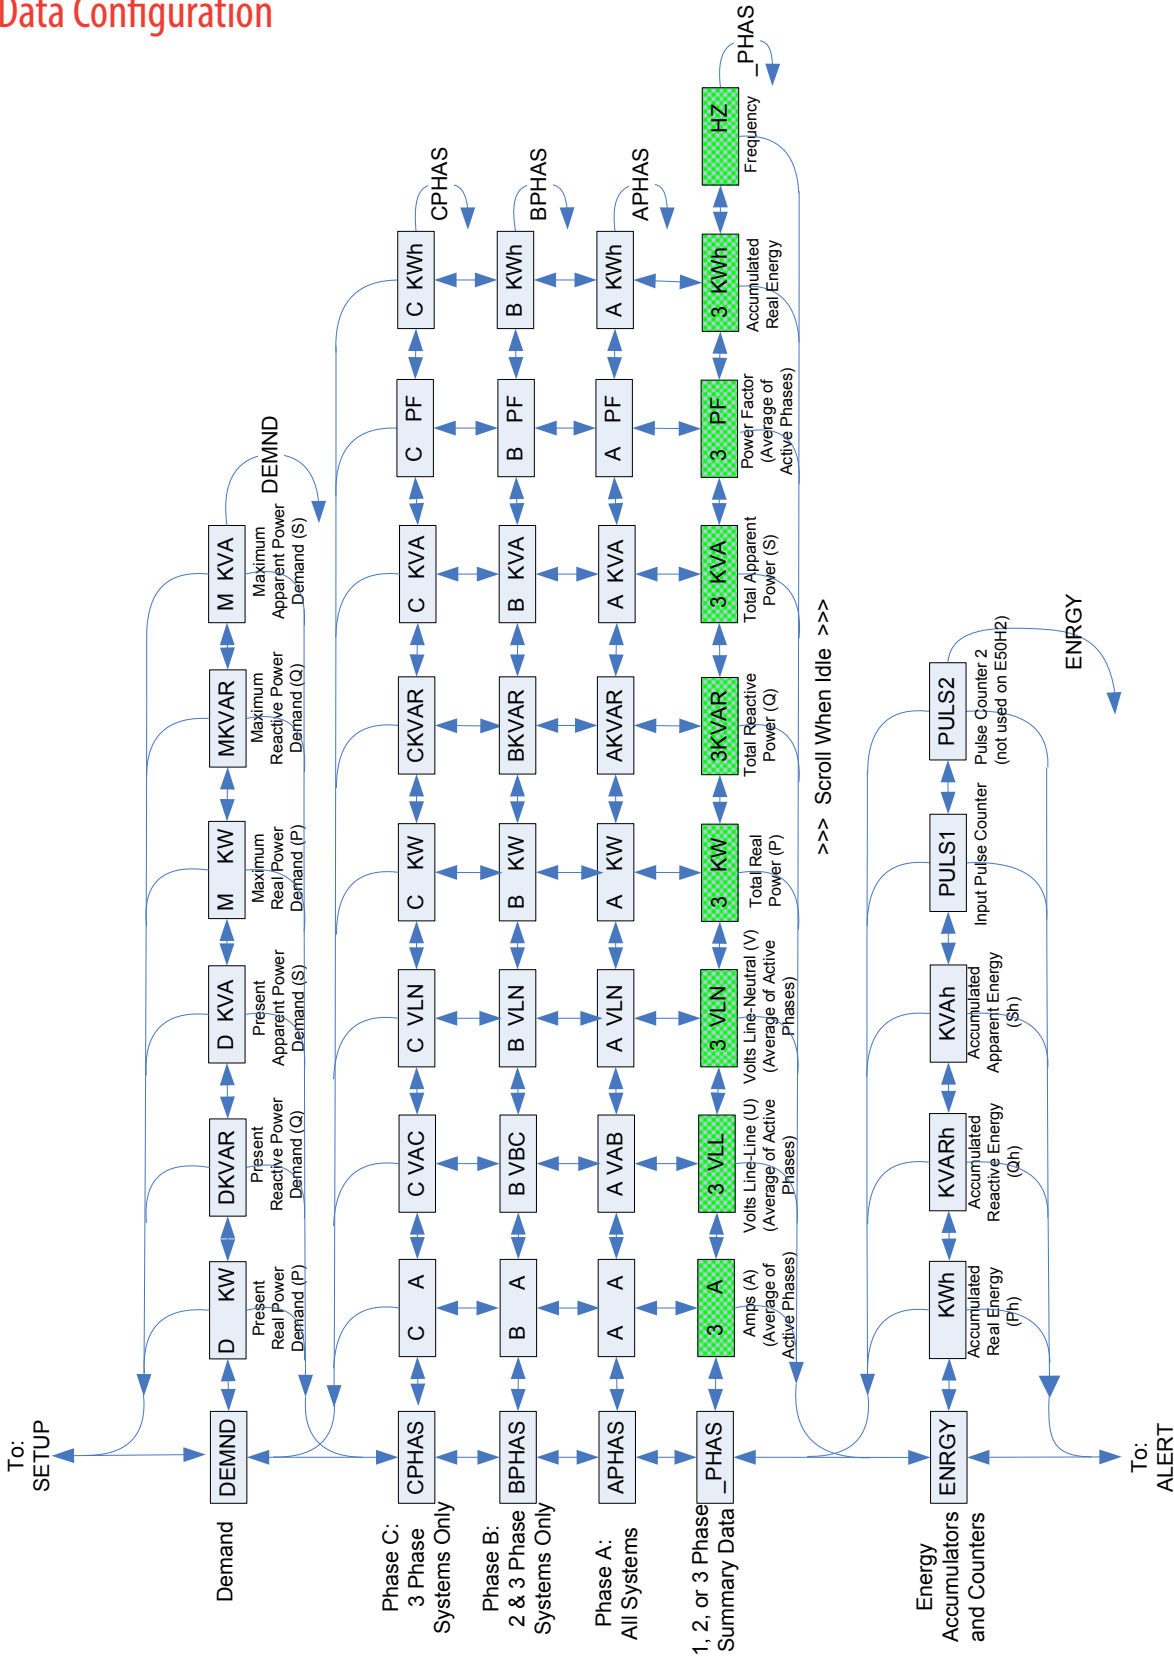 Data Configuration
To:
SETUP
Demand
DEMND
D KW
Present
Real Power
Demand (P)
DKVAR
Present
Reactive Power
Demand (Q)
D KVA
Present
Apparent Power
Demand (S)
M KW
Maximum
Real Power
Demand (P)
MKVAR
Maximum
Reactive Power
Demand (Q)
M KVA
Maximum
Apparent Power
Demand (S)
DEMND
Phase C:
3 Phase
Systems Only
CPHAS
C A
C VAC
C VLN
C KW
CKVAR
C KVA
C PF
C KWh
CPHAS
Phase B:
2 & 3 Phase
Systems Only
BPHAS
B A
B VBC
B VLN
B KW
BKVAR
B KVA
B PF
B KWh
BPHAS
Phase A:
All Systems
APHAS
A A
A VAB
A VLN
A KW
AKVAR
A KVA
A PF
A KWh
APHAS
1, 2, or 3 Phase
Summary Data
_PHAS
3 A
Amps (A)
(Average of
Active Phases)
3 VLL
Volts Line-Line (U)
(Average of Active
Phases)
3 VLN
Volts Line-Neutral (V)
(Average of Active
Phases)
3 KW
Total Real
Power (P)
3KVAR
Total Reactive
Power (Q)
3 KVA
Total Apparent
Power (S)
3 PF
Power Factor
(Average of
Active Phases)
3 KWh
Accumulated
Real Energy
HZ
Frequency
_PHAS
>>> Scroll When Idle >>>
Energy
Accumulators
and Counters
ENRGY
KWh
Accumulated
Real Energy
(Ph)
KVARh
Accumulated
Reactive Energy
(Qh)
KVAh
Accumulated
Apparent Energy
(Sh)
PULS1
Input Pulse Counter
PULS2
Pulse Counter 2
(not used on E50H2)
ENRGY
To:
ALERT